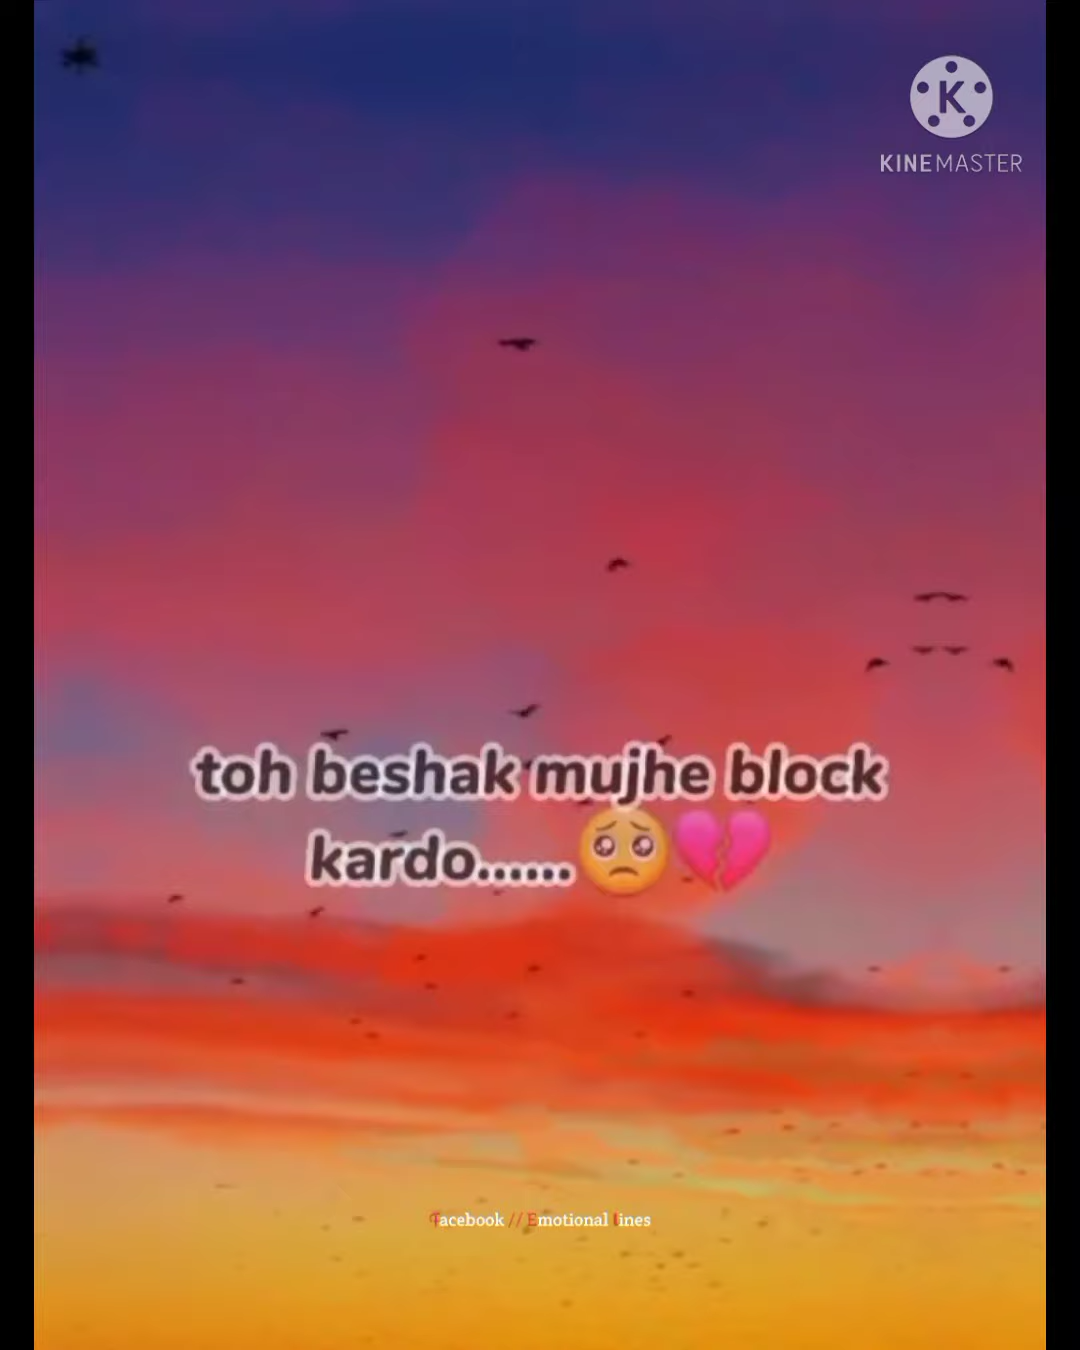 K
KINEMASTER
toh beshak mujhe block
kardo......🥺💔
Facebook // Emotional lines